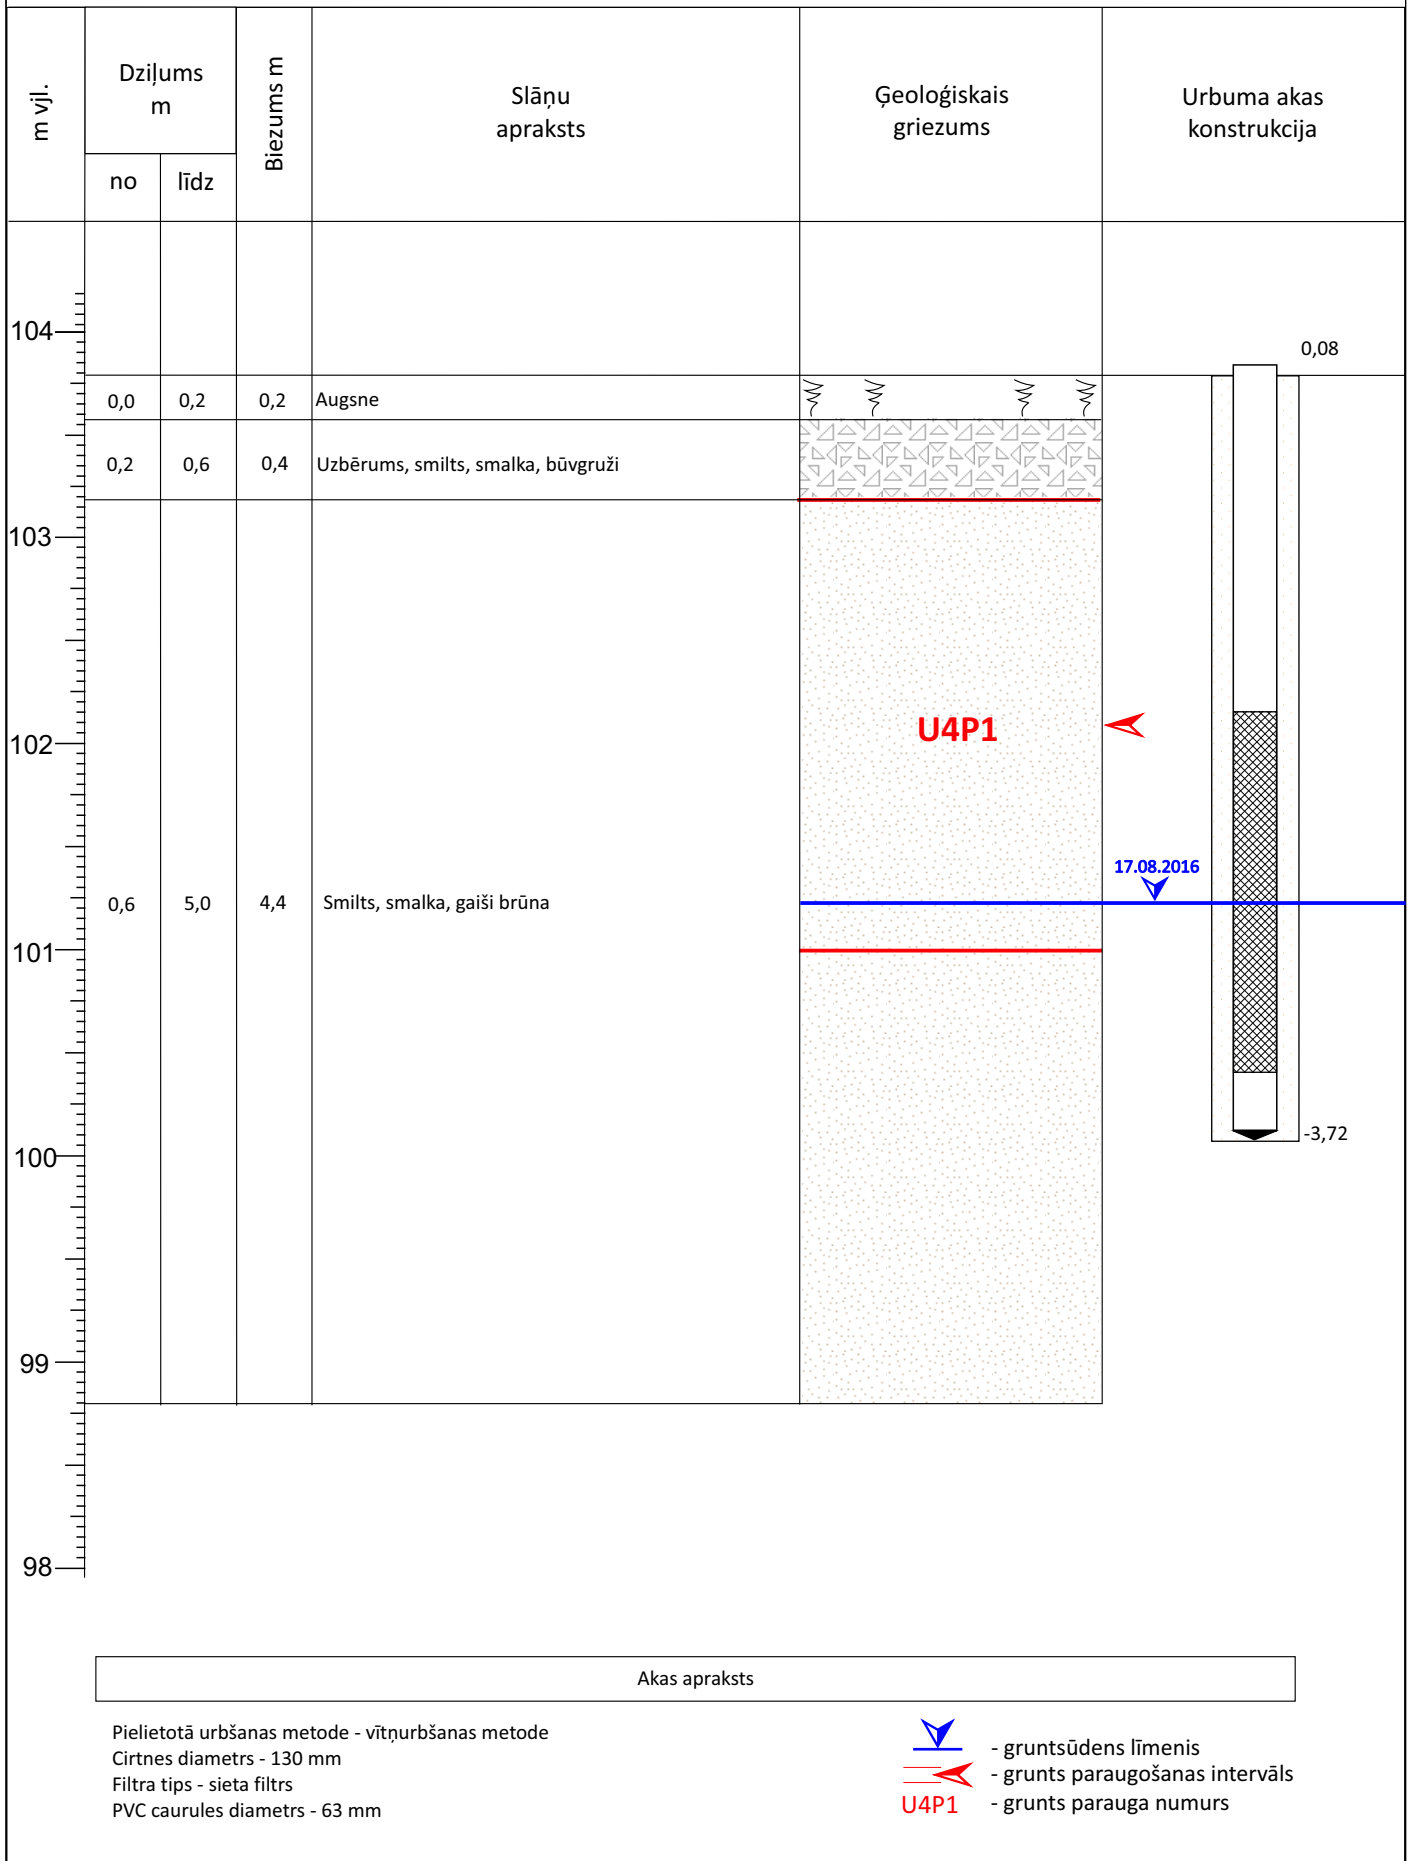 m vjl.
Dziļums
m
no
līdz
Biezums m
Slāņu
apraksts
Ģeoloģiskais
griezums
Urbuma akas
konstrukcija
104
0,08
0,0 0,2 0,2 Augsne
0,2 0,6 0,4 Uzbērums, smilts, smalka, būvgruži
103
U4P1
102
17.08.2016
0,6 5,0 4,4 Smilts, smalka, gaiši brūna
101
-3,72
100
99
98
Akas apraksts
Pielietotā urbšanas metode - vītņurbšanas metode
Cirtnes diametrs - 130 mm
Filtra tips - sieta filtrs
PVC caurules diametrs - 63 mm
- gruntsūdens līmenis
- grunts paraugošanas intervāls
U4P1 - grunts parauga numurs